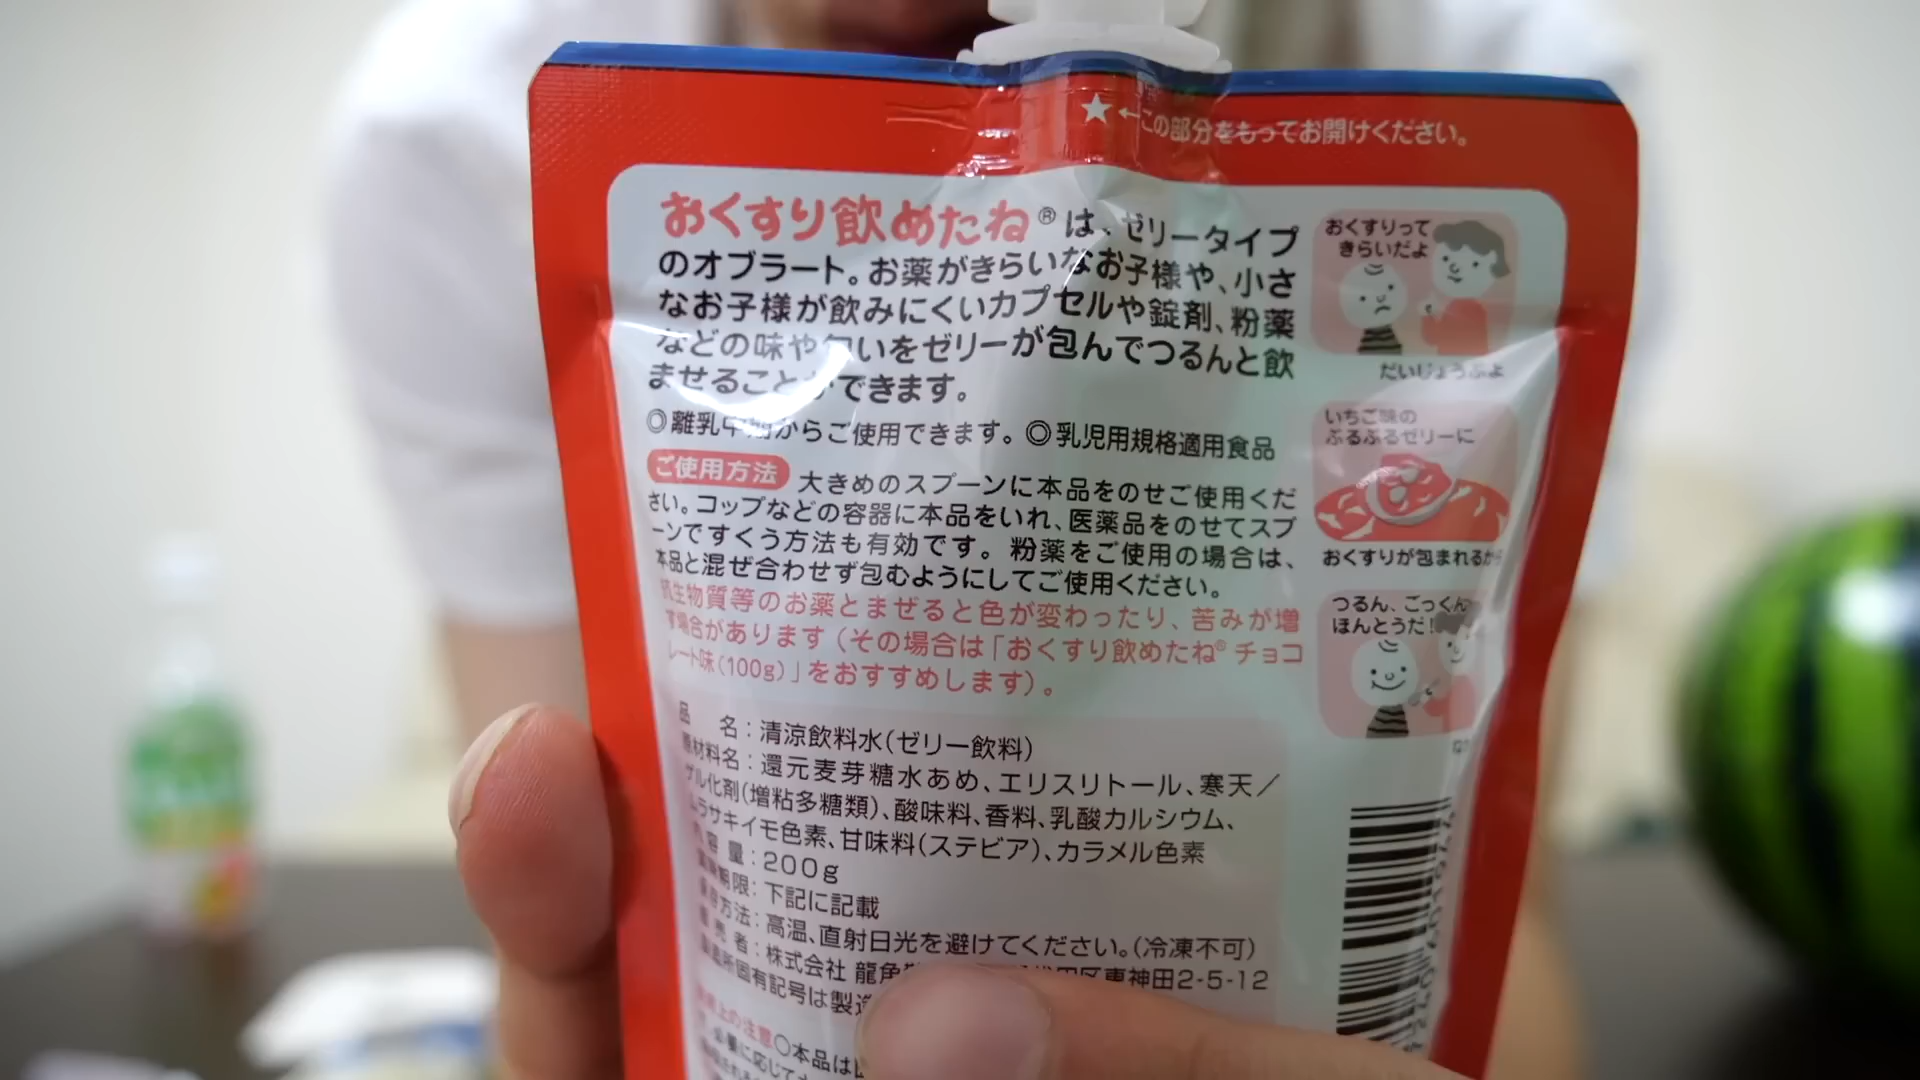 ★←この部分をもってお開けください。
おくすり飲めたね®は、ゼリータイプ
のオブラート。お薬がきらいなお子様や、小さ
なお子様が飲みにくいカプセルや錠剤、粉薬
などの味や匂いをゼリーが包んでつるんと飲
ませること できます。
◎離乳中期からご使用できます。◎乳児用規格適用食品
ご使用方法 大きめのスプーンに本品をのせご使用くだ
さい。コップなどの容器に本品をいれ、医薬品をのせてスプ
ーンですくう方法も有効です。粉薬をご使用の場合は、
本品と混ぜ合わせず包むようにしてご使用ください。
抗生物質等のお薬とまぜると色が変わったり、苦みが増
す場合があります(その場合は「おくすり飲めたね®チョコ
レート味(100g)」をおすすめします)。
おくすりって
きらいだよ
だいじょうぶよ
いちご味の
ぷるぷるゼリーに
おくすりが包まれるから
つるん、ごっくん
ほんとうだ!
品 名:清涼飲料水(ゼリー飲料)
原材料名:還元麦芽糖水あめ、エリスリトール、寒天/
ゲル化剤(増粘多糖類)、酸味料、香料、乳酸カルシウム、
ムラサキイモ色素、甘味料(ステビア)、カラメル色素
内 容 量:200g
期限:下記に記載
保存方法:高温、直射日光を避けてください。(冷凍不可)
販 売 者:株式会社 龍角 区東神田2-5-12
製造所固有記号は製造
使用上の注意○本品は
必要に応じて